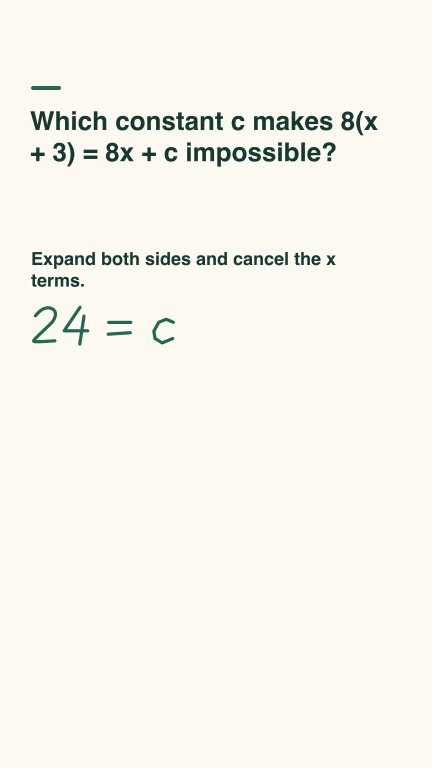 Which constant c makes 8(x
+ 3) = 8x + c impossible?
Expand both sides and cancel the x
terms.
24 = c